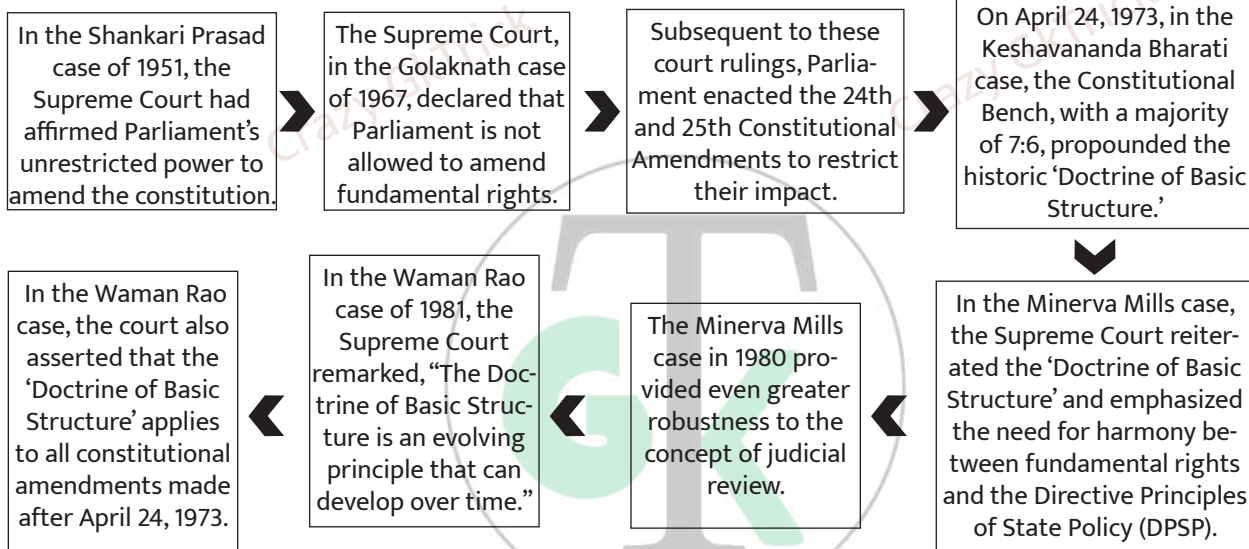 In the Shankari Prasad
case of 1951, the
Supreme Court had
affirmed Parliament's
unrestricted power to
amend the constitution.
The Supreme Court,
in the Golaknath case
of 1967, declared that
Parliament is not
allowed to amend
fundamental rights.
Subsequent to these
court rulings, Parlia-
ment enacted the 24th
and 25th Constitutional
Amendments to restrict
their impact.
On April 24, 1973, in the
Keshavananda Bharati
case, the Constitutional
Bench, with a majority
of 7:6, propounded the
historic ‘Doctrine of Basic
Structure.’
In the Minerva Mills case,
the Supreme Court reiter-
ated the ‘Doctrine of Basic
Structure’ and emphasized
the need for harmony be-
tween fundamental rights
and the Directive Principles
of State Policy (DPSP).
The Minerva Mills
case in 1980 pro-
vided even greater
robustness to the
concept of judicial
review.
In the Waman Rao
case of 1981, the
Supreme Court
remarked, “The Doc-
trine of Basic Struc-
ture is an evolving
principle that can
develop over time.”
In the Waman Rao
case, the court also
asserted that the
‘Doctrine of Basic
Structure’ applies
to all constitutional
amendments made
after April 24, 1973.
Crazy GkTrick
Crazy GkTrick
GTK